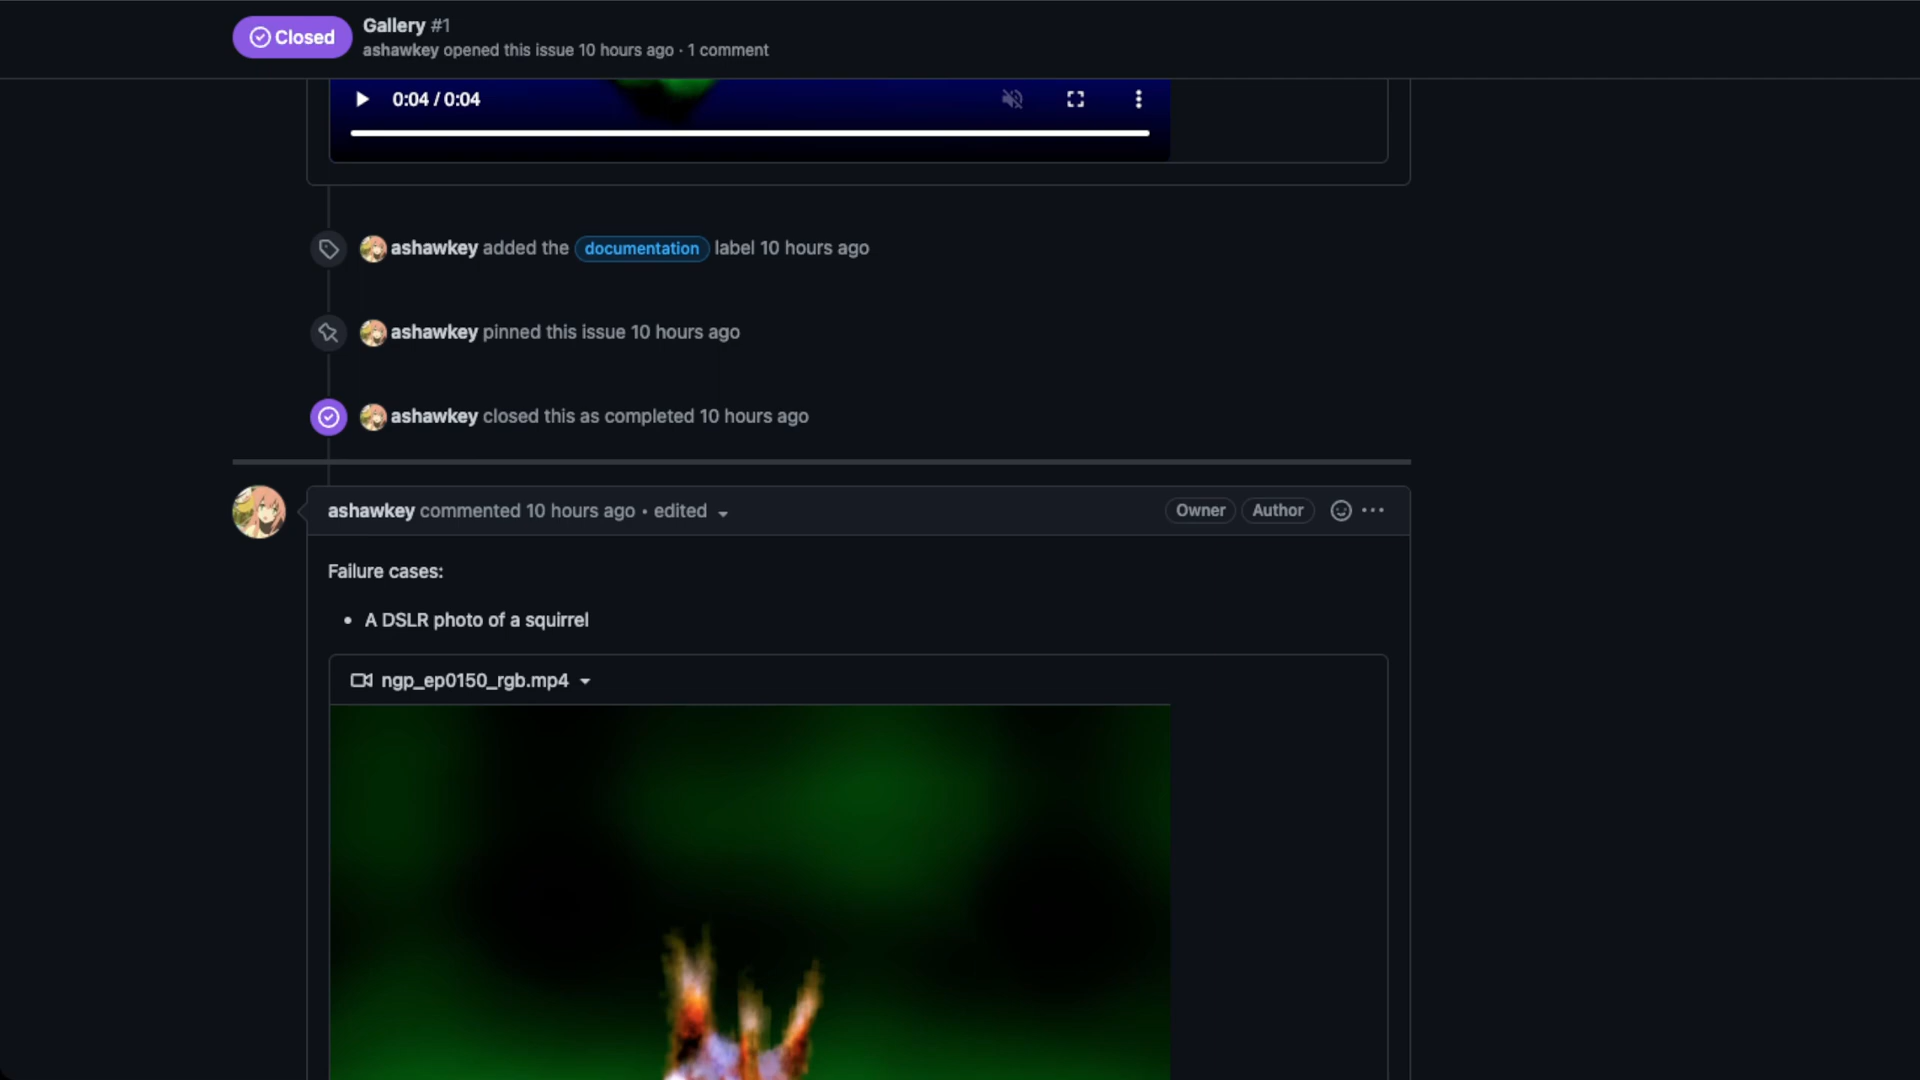 Closed
Gallery #1
ashawkey opened this issue 10 hours ago · 1 comment
0:04 / 0:04
ashawkey added the documentation label 10 hours ago
ashawkey pinned this issue 10 hours ago
ashawkey closed this as completed 10 hours ago
ashawkey commented 10 hours ago • edited
Owner
Author
Failure cases:
• A DSLR photo of a squirrel
ngp_ep0150_rgb.mp4